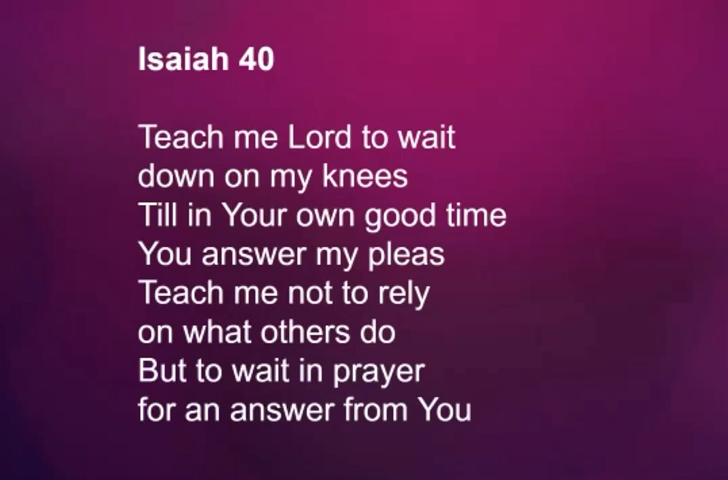 Isaiah 40
Teach me Lord to wait
down on my knees
Till in Your own good time
You answer my pleas
Teach me not to rely
on what others do
But to wait in prayer
for an answer from You